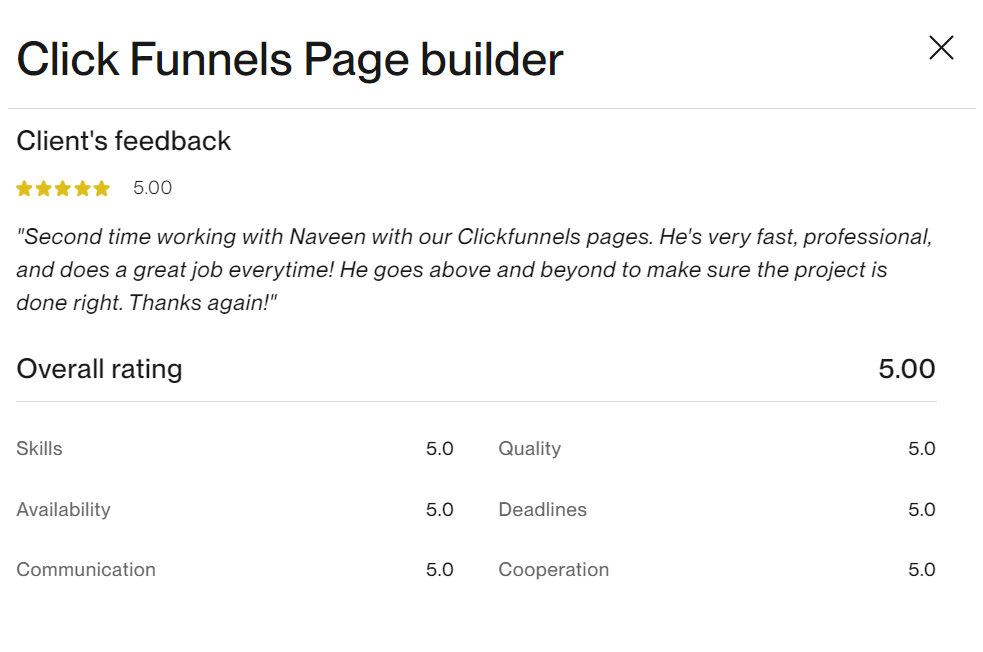 Click Funnels Page builder
Client's feedback
5.00
"Second time working with Naveen with our Clickfunnels pages. He's very fast, professional,
and does a great job everytime! He goes above and beyond to make sure the project is
done right. Thanks again!"
Overall rating 5.00
Skills 5.0 Quality 5.0
Availability 5.0 Deadlines 5.0
Communication 5.0 Cooperation 5.0